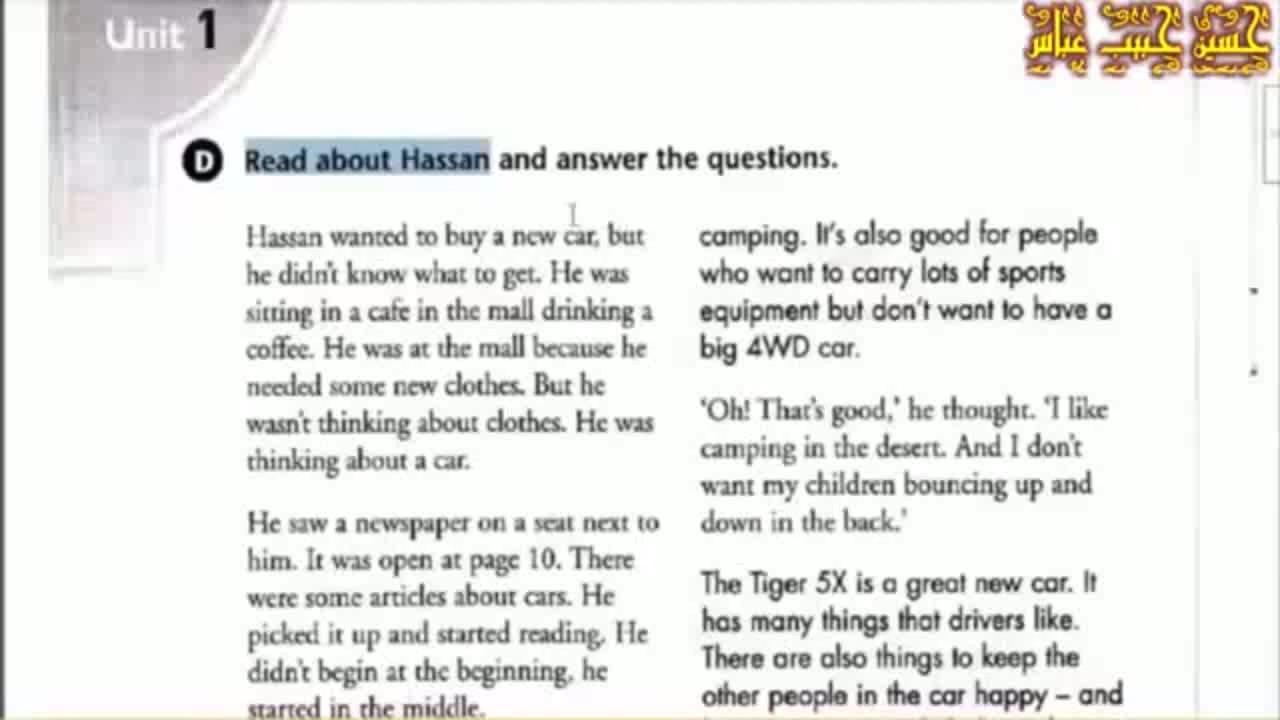 Unit 1
حسين حبيب عباس
D Read about Hassan and answer the questions.
Hassan wanted to buy a new car, but
he didn't know what to get. He was
sitting in a cafe in the mall drinking a
coffee. He was at the mall because he
needed some new clothes. But he
wasn't thinking about clothes. He was
thinking about a car.
He saw a newspaper on a seat next to
him. It was open at page 10. There
were some articles about cars. He
picked it up and started reading. He
didn't begin at the beginning, he
started in the middle.
camping. It's also good for people
who want to carry lots of sports
equipment but don't want to have a
big 4WD car.
'Oh! That's good,' he thought. 'I like
camping in the desert. And I don't
want my children bouncing up and
down in the back.'
The Tiger 5X is a great new car. It
has many things that drivers like.
There are also things to keep the
other people in the car happy – and